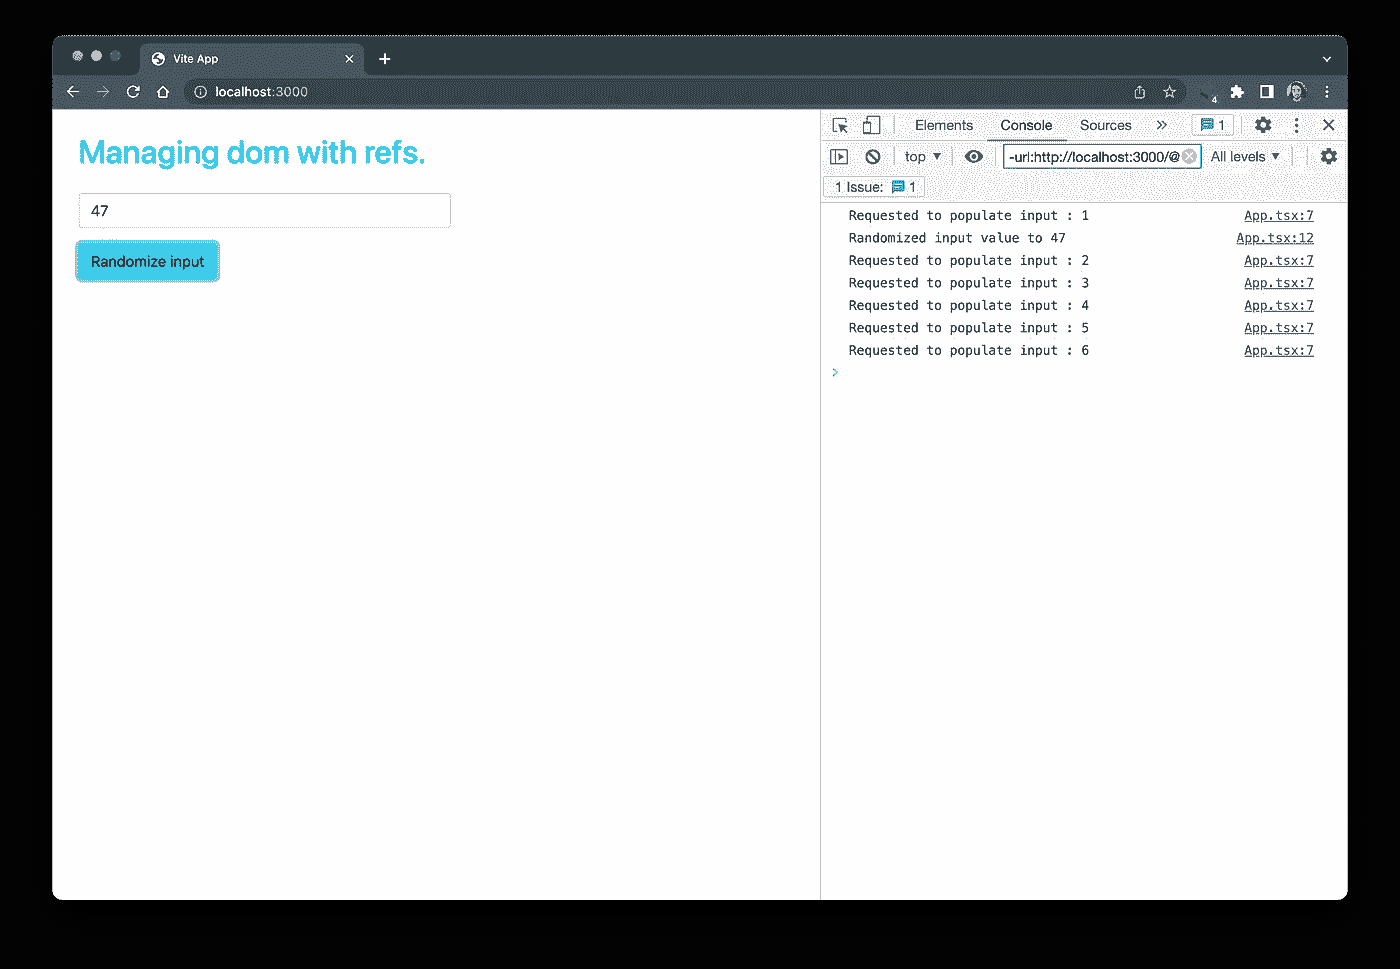 Vite App
localhost:3000
4
Managing dom with refs.
47
Randomize input
Elements Console Sources 1
top -url:http://localhost:3000/@ All levels
1 Issue: 1
Requested to populate input : 1 App.tsx:7
Randomized input value to 47 App.tsx:12
Requested to populate input : 2 App.tsx:7
Requested to populate input : 3 App.tsx:7
Requested to populate input : 4 App.tsx:7
Requested to populate input : 5 App.tsx:7
Requested to populate input : 6 App.tsx:7